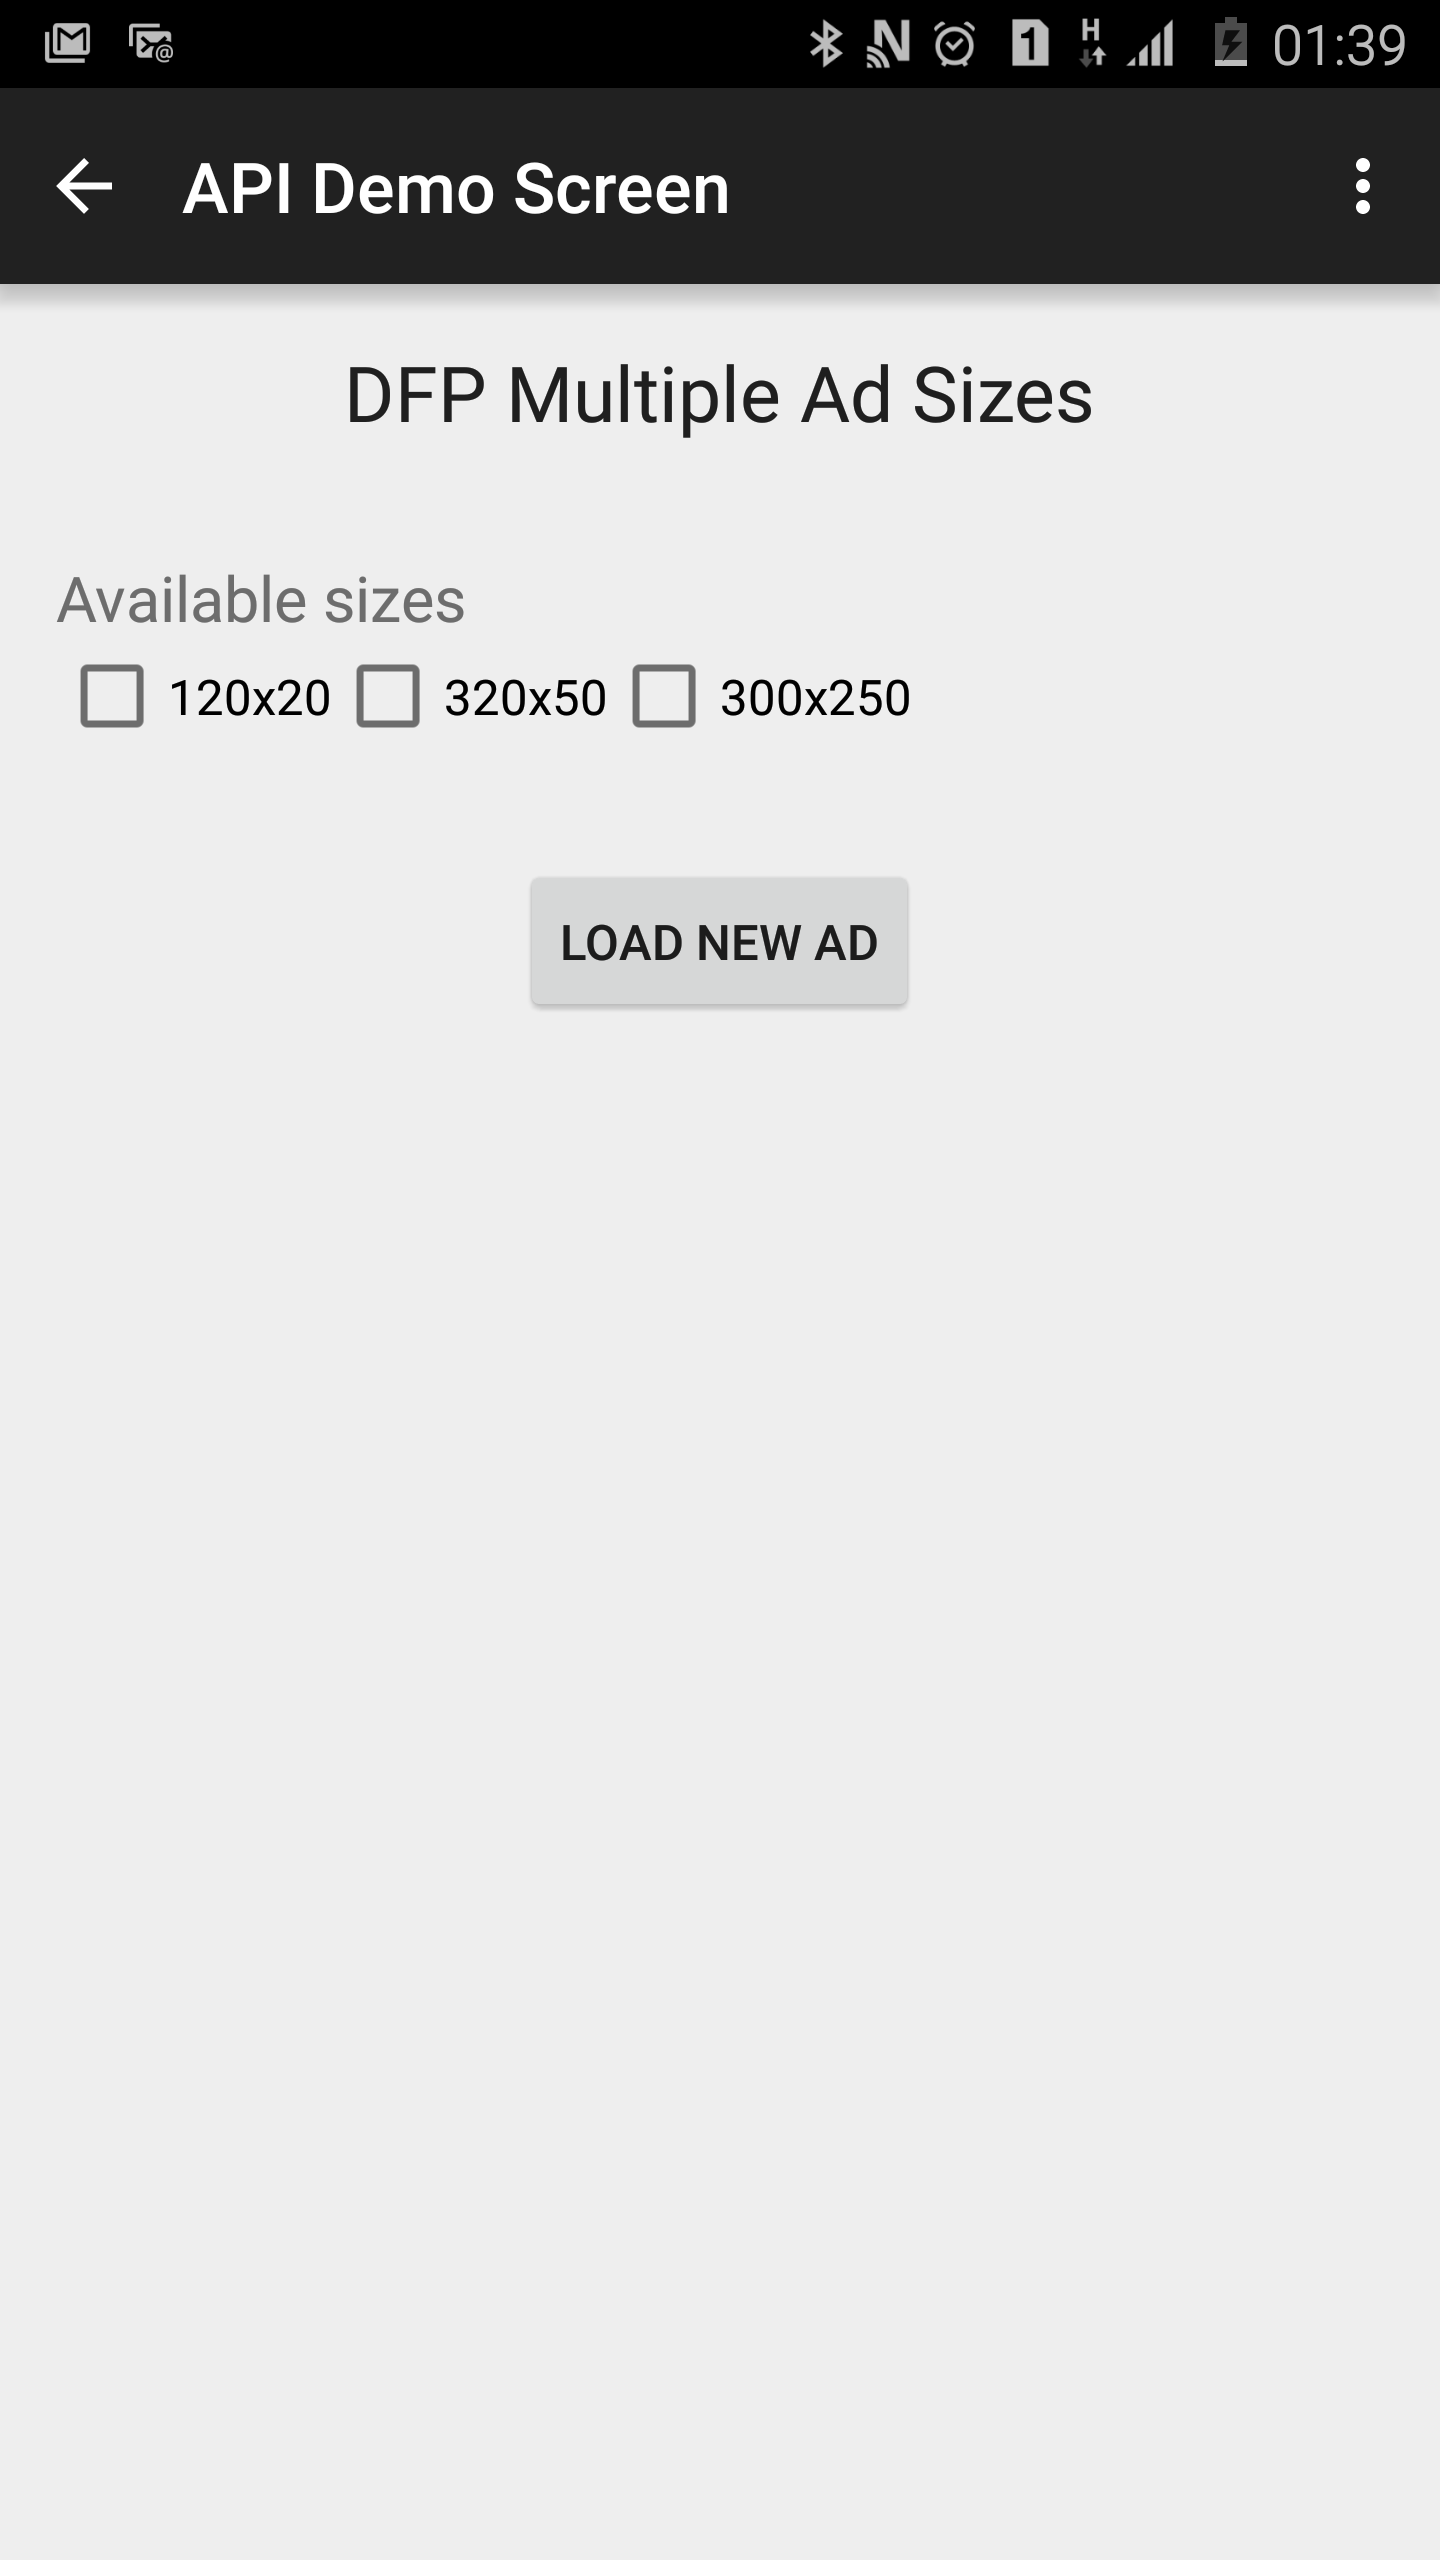 01:39
API Demo Screen
DFP Multiple Ad Sizes
Available sizes
120x20 320x50 300x250
LOAD NEW AD